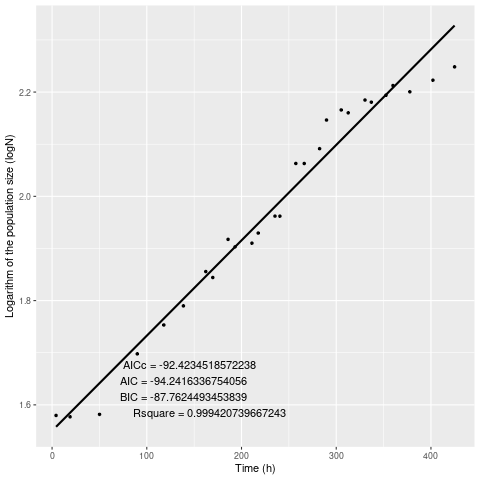 Logarithm of the population size (logN)
2.2
2.0
1.8
1.6
AICc = -92.4234518572238
AIC = -94.2416336754056
BIC = -87.7624493453839
Rsquare = 0.999420739667243
0 100 200 300 400
Time (h)